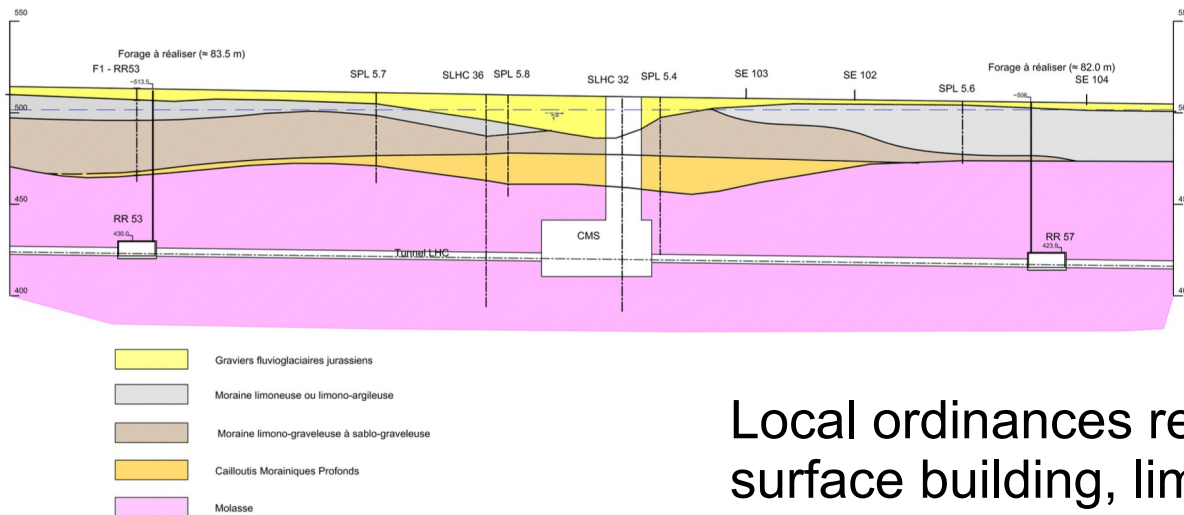 550
Forage à réaliser (≈ 83.5 m)
F1 - RR53
~513.5
SPL 5.7
SLHC 36
SPL 5.8
SLHC 32
SPL 5.4
SE 103
SE 102
SPL 5.6
Forage à réaliser (≈ 82.0 m)
~506
SE 104
500
450
400
RR 53
430.0
Tunnel LHC
CMS
RR 57
423.9
Graviers fluvioglaciaires jurassiens
Moraine limoneuse ou limono-argileuse
Moraine limono-graveleuse à sablo-graveleuse
Cailloutis Morainiques Profonds
Molasse
Local ordinances
surface building,